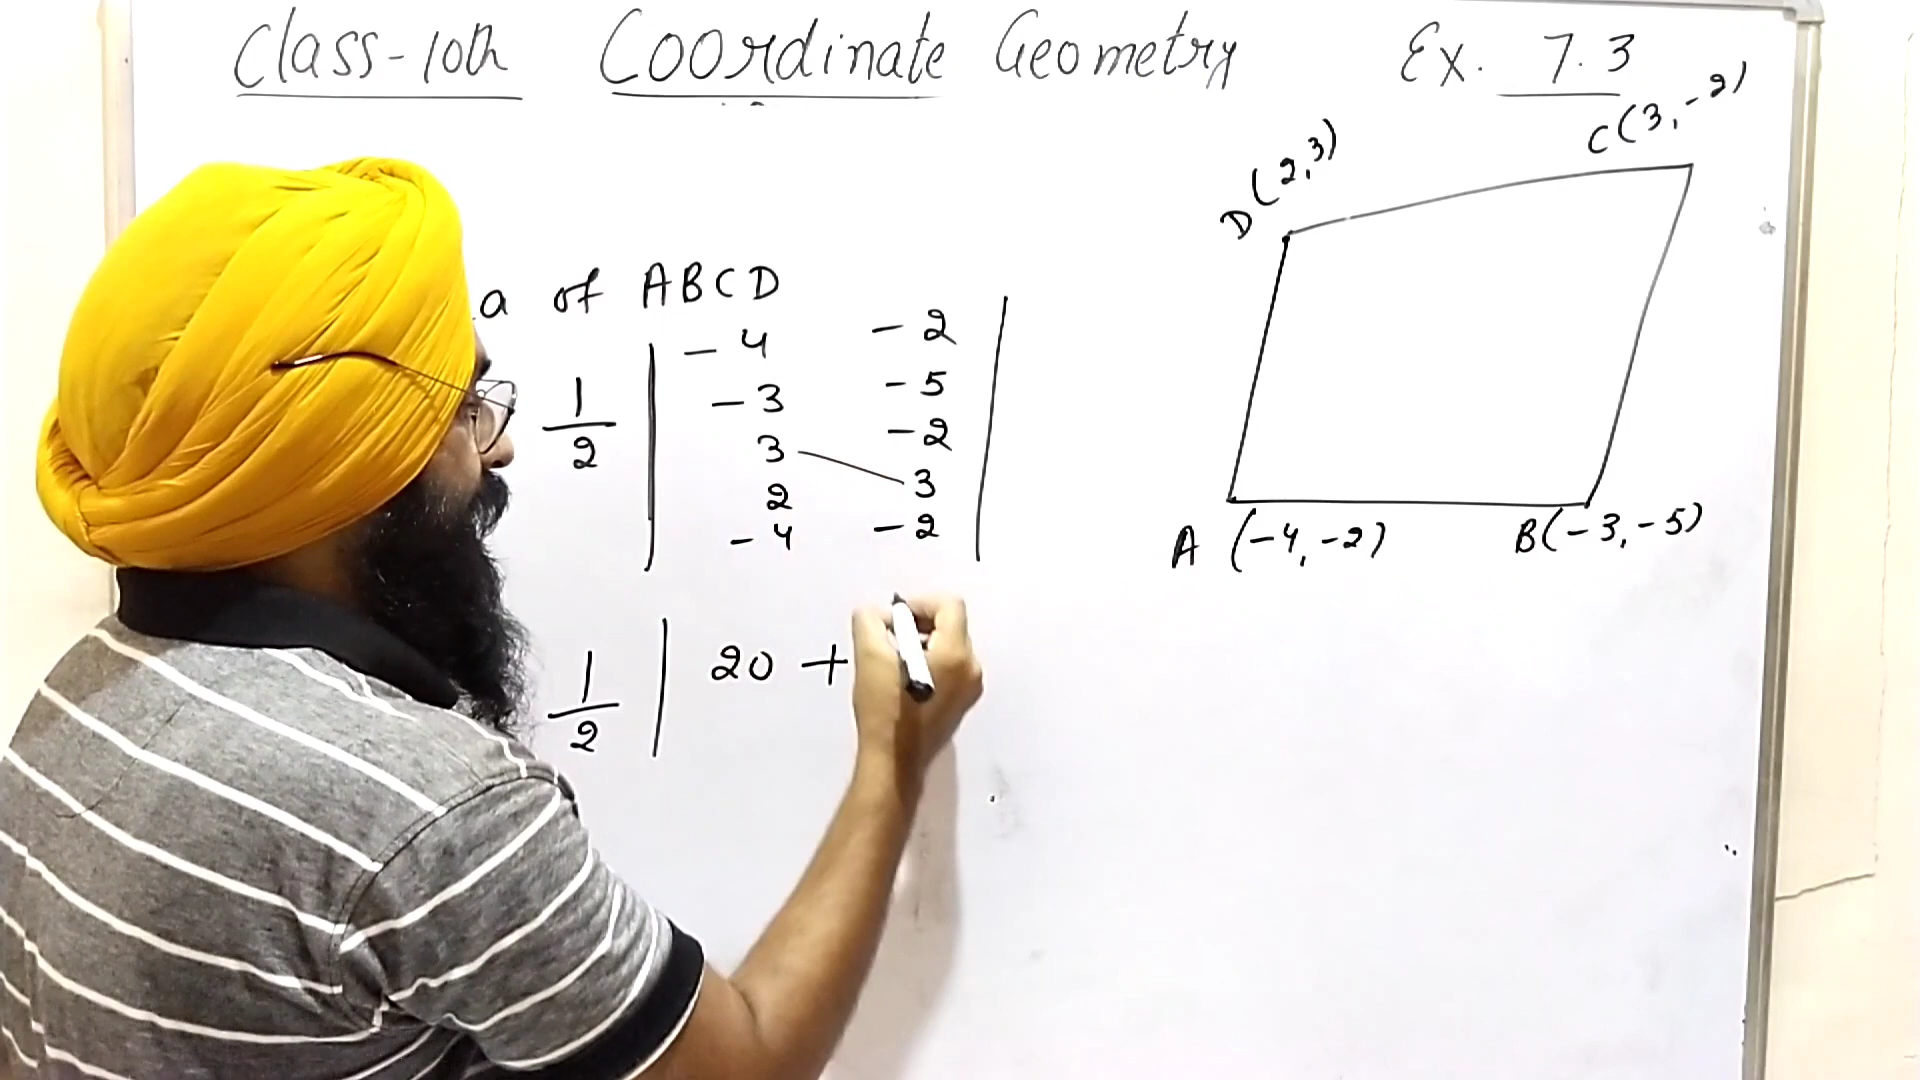 Class-10th Coordinate Geometry Ex. 7.3
C(3,-2)
D(2,3)
a of ABCD
1/2 | -4 -2 |
-3 -5
-2
3
3
2
-4 -2
A (-4,-2) B(-3,-5)
1/2 | 20 +